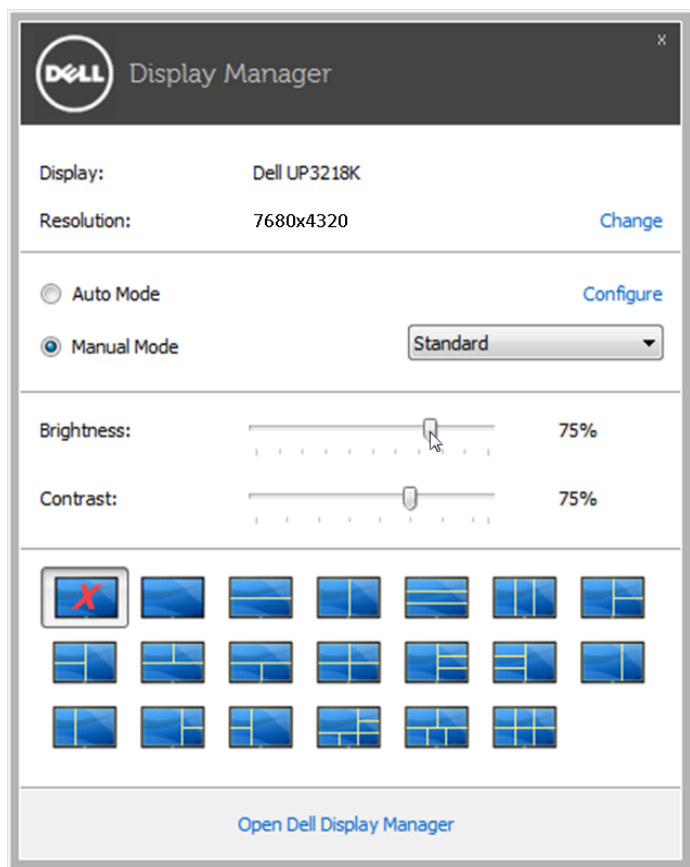 DELL Display Manager x
Display: Dell UP3218K
Resolution: 7680x4320 Change
Auto Mode Configure
Manual Mode Standard
Brightness: 75%
Contrast: 75%
X
Open Dell Display Manager